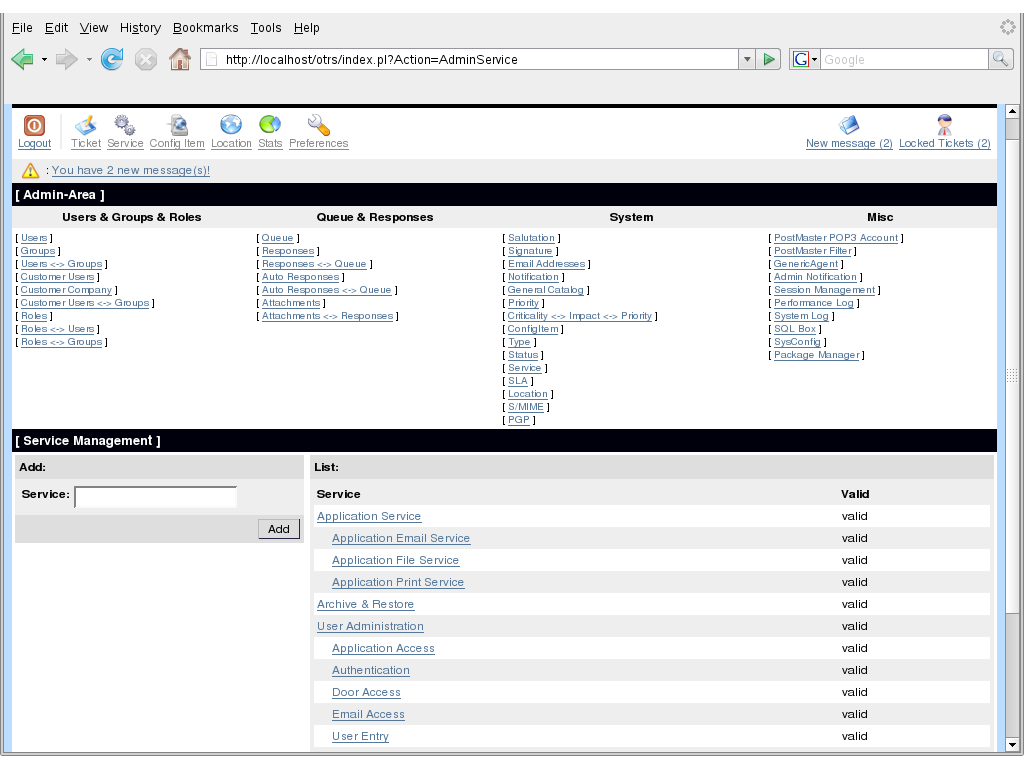 File Edit View History Bookmarks Tools Help
http://localhost/otrs/index.pl?Action=AdminService
G Google
Logout Ticket Service Config Item Location Stats Preferences New message (2) Locked Tickets (2)
: You have 2 new message(s)!
[ Admin-Area ]
Users & Groups & Roles Queue & Responses System Misc
[ Users ] [ Queue ] [ Salutation ] [ PostMaster POP3 Account ]
[ Groups ] [ Responses ] [ Signature ] [ PostMaster Filter ]
[ Users <-> Groups ] [ Responses <-> Queue ] [ Email Addresses ] [ GenericAgent ]
[ Customer Users ] [ Auto Responses ] [ Notification ] [ Admin Notification ]
[ Customer Company ] [ Auto Responses <-> Queue ] [ General Catalog ] [ Session Management ]
[ Customer Users <-> Groups ] [ Attachments ] [ Priority ] [ Performance Log ]
[ Roles ] [ Attachments <-> Responses ] [ Criticality <-> Impact <-> Priority ] [ System Log ]
[ Roles <-> Users ] [ ConfigItem ] [ SQL Box ]
[ Roles <-> Groups ] [ Type ] [ SysConfig ]
[ Status ] [ Package Manager ]
[ Service ]
[ SLA ]
[ Location ]
[ S/MIME ]
[ PGP ]
[ Service Management ]
Add: List:
Service: Service Valid
Application Service valid
Add
Application Email Service valid
Application File Service valid
Application Print Service valid
Archive & Restore valid
User Administration valid
Application Access valid
Authentication valid
Door Access valid
Email Access valid
User Entry valid